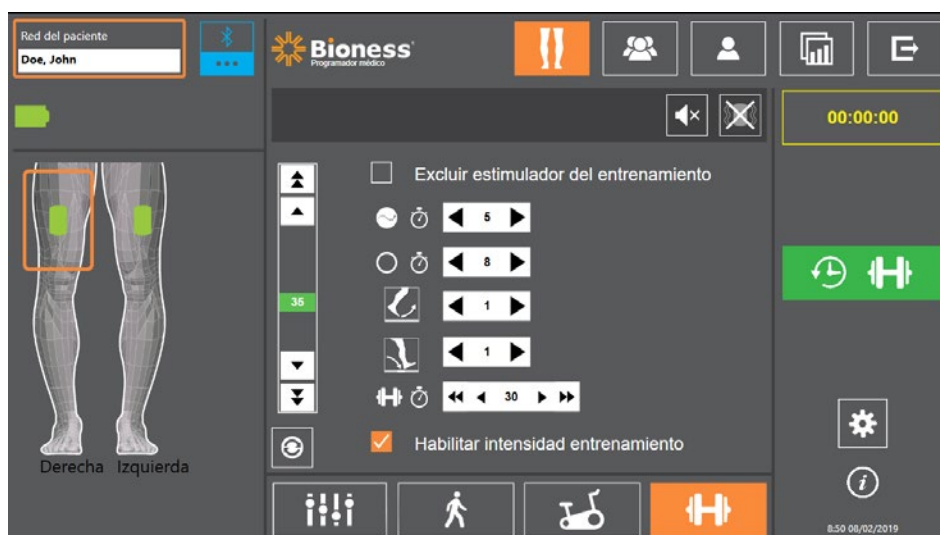 Red del paciente
Doe, John
Bioness
Programador médico
00:00:00
Excluir estimulador del entrenamiento
5
8
35
1
1
30
Habilitar intensidad entrenamiento
Derecha Izquierda
i
8:50 08/02/2019